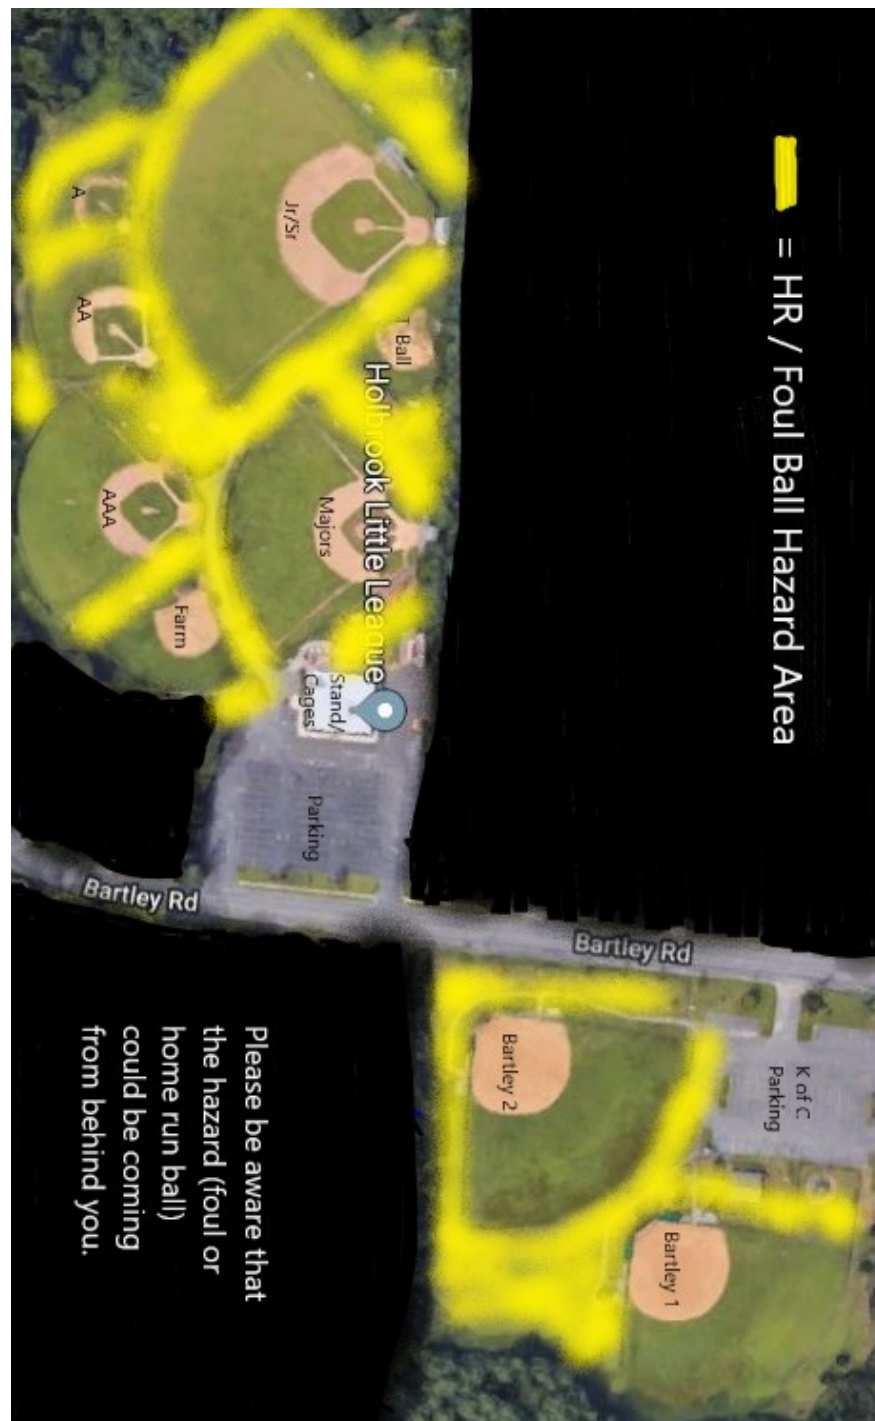 = HR / Foul Ball Hazard Area
Jr/Sr
T Ball
A
AA
Holbrook Little League
Majors
AAA
Farm
Stand/
Cages
Parking
Bartley Rd
Bartley Rd
K of C
Parking
Bartley 2
Bartley 1
Please be aware that
the hazard (foul or
home run ball)
could be coming
from behind you.